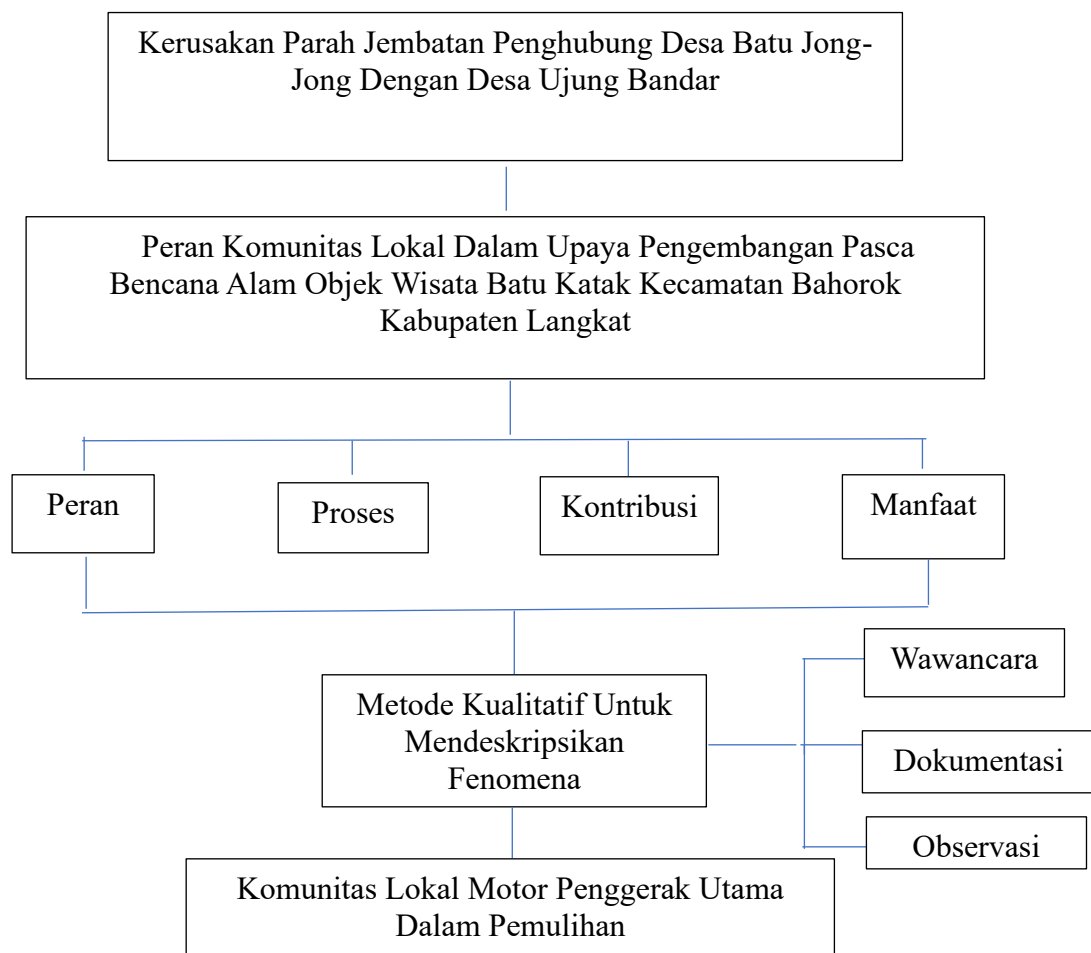 Kerusakan Parah Jembatan Penghubung Desa Batu Jong-
Jong Dengan Desa Ujung Bandar
Peran Komunitas Lokal Dalam Upaya Pengembangan Pasca
Bencana Alam Objek Wisata Batu Katak Kecamatan Bahorok
Kabupaten Langkat
Peran
Proses
Kontribusi
Manfaat
Wawancara
Metode Kualitatif Untuk
Mendeskripsikan
Fenomena
Dokumentasi
Observasi
Komunitas Lokal Motor Penggerak Utama
Dalam Pemulihan